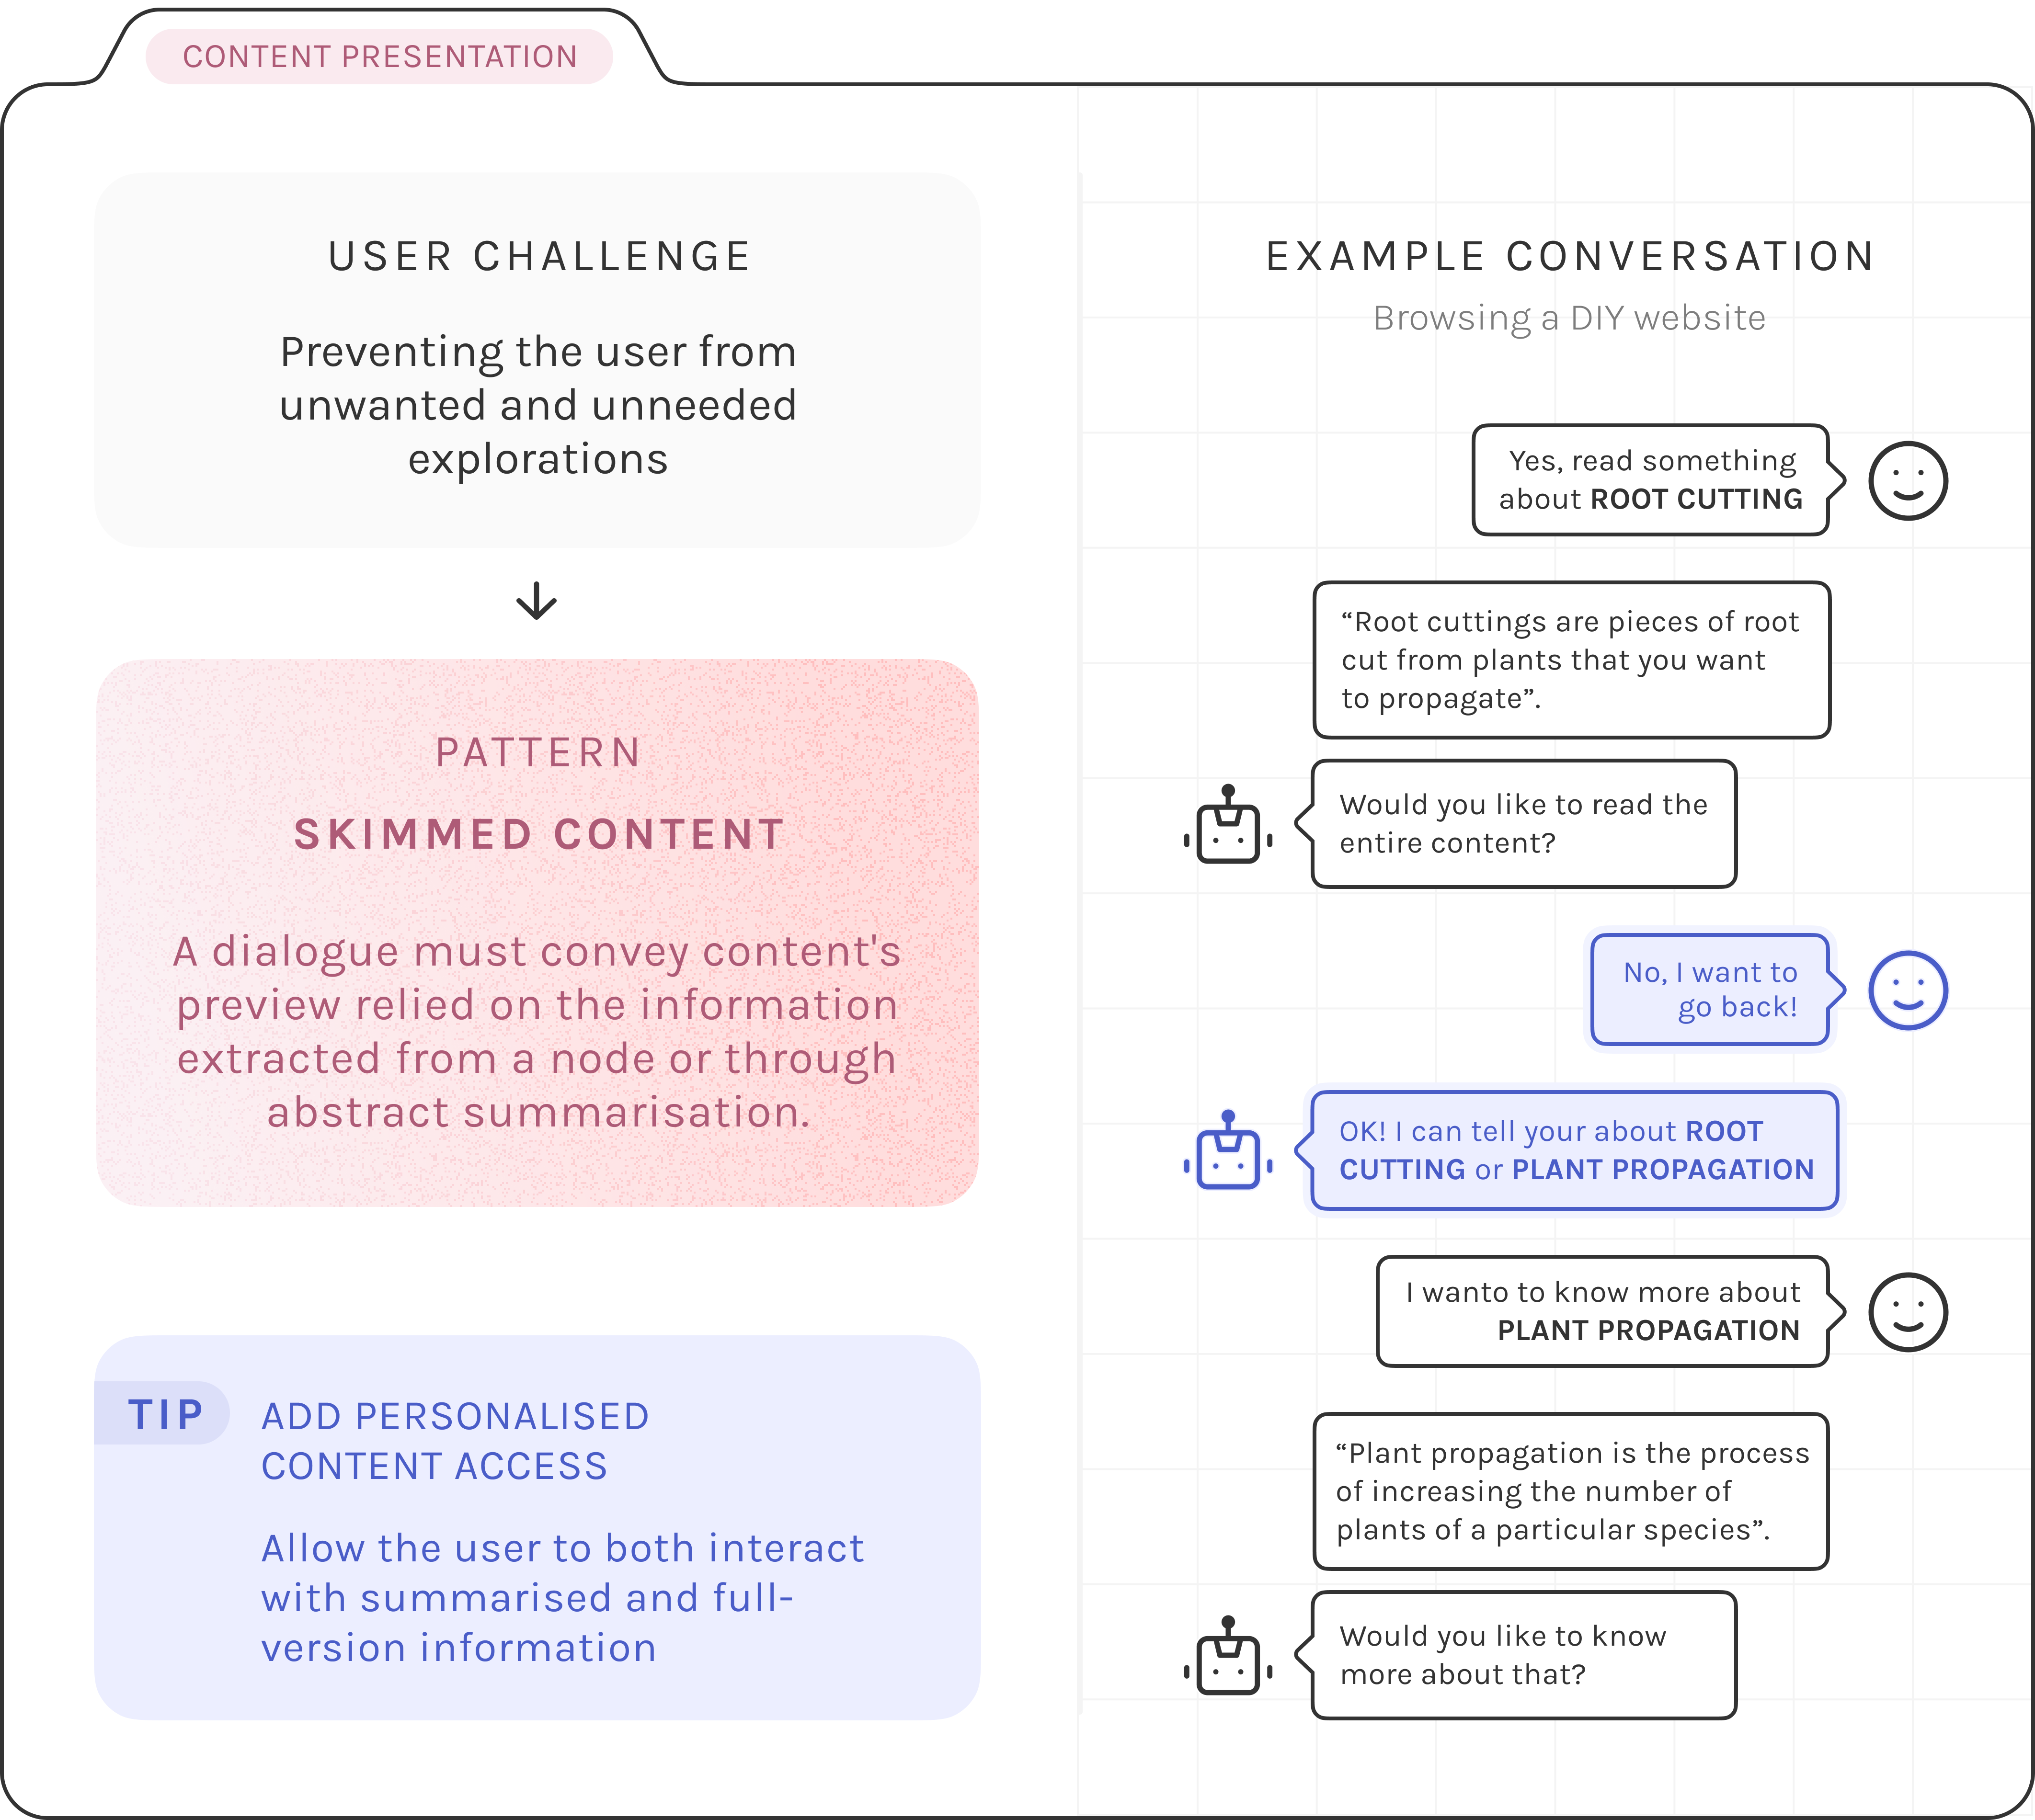 CONTENT PRESENTATION
USER CHALLENGE
Preventing the user from
unwanted and unneeded
explorations
PATTERN
SKIMMED CONTENT
A dialogue must convey content's
preview relied on the information
extracted from a node or through
abstract summarisation.
TIP
ADD PERSONALISED
CONTENT ACCESS
Allow the user to both interact
with summarised and full-
version information
EXAMPLE CONVERSATION
Browsing a DIY website
Yes, read something
about ROOT CUTTING
“Root cuttings are pieces of root
cut from plants that you want
to propagate”.
Would you like to read the
entire content?
No, I want to
go back!
OK! I can tell your about ROOT
CUTTING or PLANT PROPAGATION
I wanto to know more about
PLANT PROPAGATION
“Plant propagation is the process
of increasing the number of
plants of a particular species”.
Would you like to know
more about that?